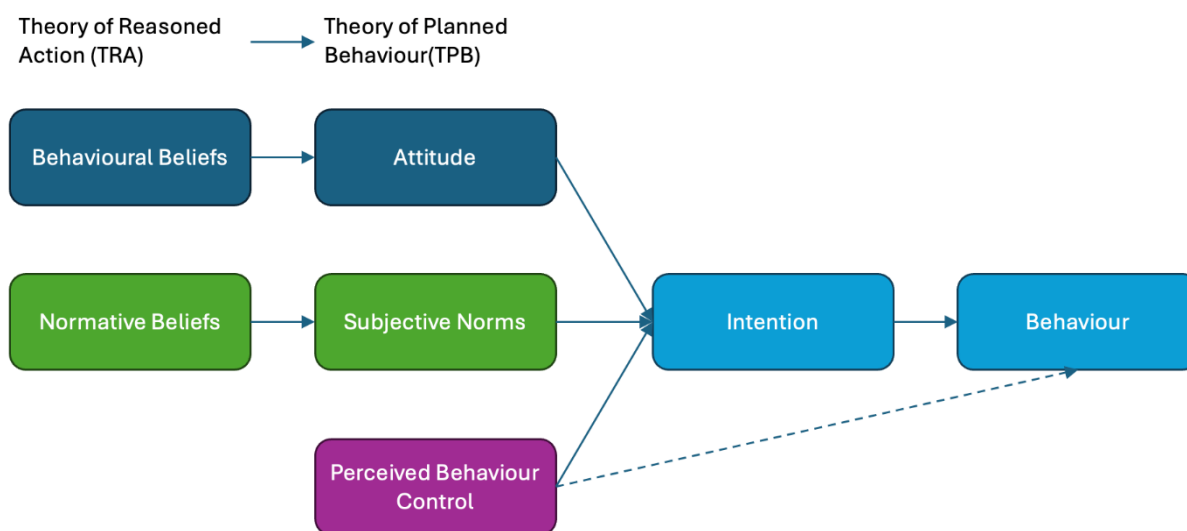 Theory of Reasoned
Action (TRA)
Theory of Planned
Behaviour(TPB)
Behavioural Beliefs
Attitude
Normative Beliefs
Subjective Norms
Intention
Behaviour
Perceived Behaviour
Control